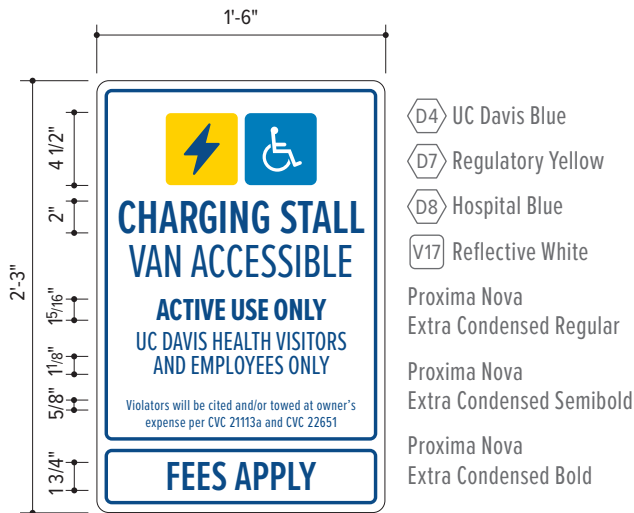 1'-6"
2'-3"
4 1/2"
2"
1 5/16"
1 1/8"
5/8"
1 3/4"
CHARGING STALL
VAN ACCESSIBLE
ACTIVE USE ONLY
UC DAVIS HEALTH VISITORS
AND EMPLOYEES ONLY
Violators will be cited and/or towed at owner's
expense per CVC 21113a and CVC 22651
FEES APPLY
D4 UC Davis Blue
D7 Regulatory Yellow
D8 Hospital Blue
V17 Reflective White
Proxima Nova
Extra Condensed Regular
Proxima Nova
Extra Condensed Semibold
Proxima Nova
Extra Condensed Bold